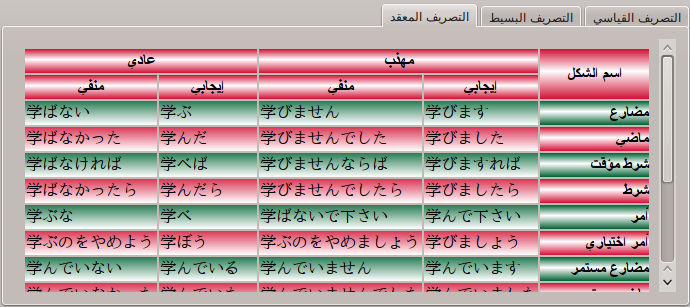 التصريف القياسي التصريف البسيط التصريف المعقد
اسم الشكل مهذب عادي
إيجابي منفي إيجابي منفي
مضارع 学びます 学びません 学ぶ 学ばない
ماضي 学びました 学びませんでした 学んだ 学ばなかった
شرط مؤقت 学びますれば 学びませんならば 学べば 学ばなければ
شرط 学びましたら 学びませんでしたら 学んだら 学ばなかったら
أمر 学んで下さい 学ばないで下さい 学べ 学ぶな
أمر اختياري 学びましょう 学ぶのをやめましょう 学ぼう 学ぶのをやめよう
مضارع مستمر 学んでいます 学んでいません 学んでいる 学んでいない